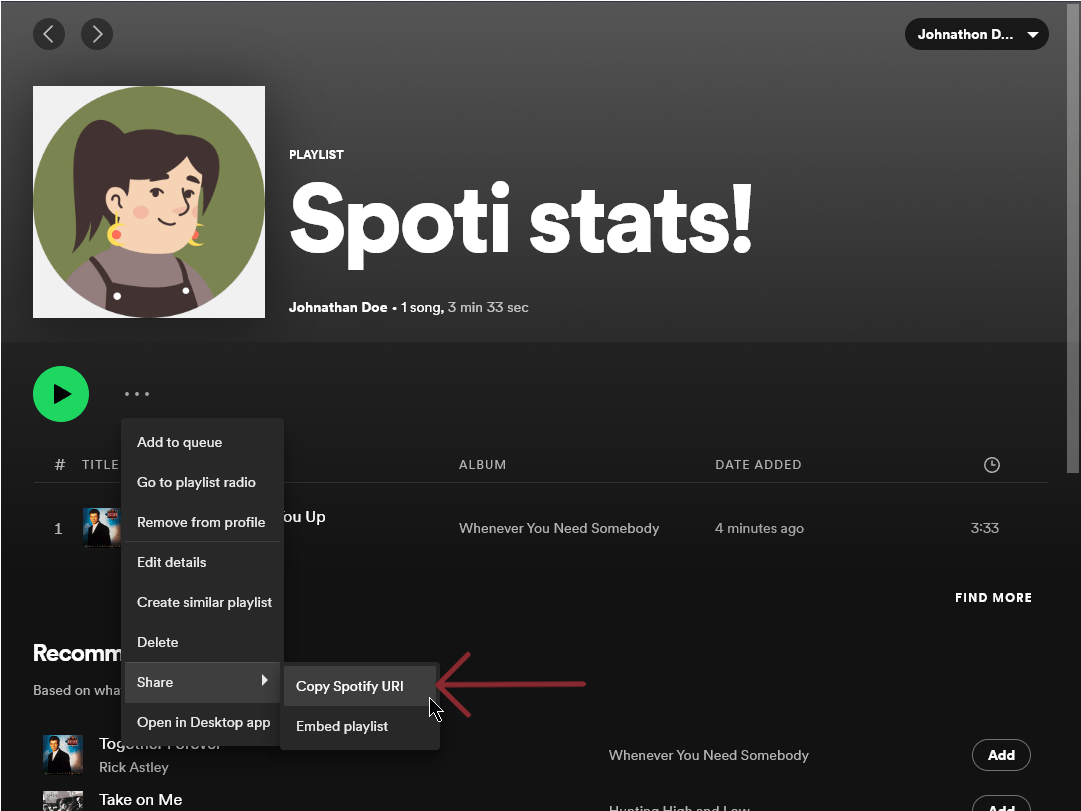 Johnathon D...
PLAYLIST
Spoti stats!
Johnathan Doe • 1 song, 3 min 33 sec
Add to queue
# TITLE ALBUM DATE ADDED
Go to playlist radio
You Up
1 Whenever You Need Somebody 4 minutes ago 3:33
Remove from profile
Edit details
FIND MORE
Create similar playlist
Delete
Recomm
Share
Copy Spotify URI
Based on wha
Open in Desktop app
Embed playlist
Together Forever
Rick Astley
Whenever You Need Somebody
Add
Take on Me
Hunting High and Low
Add